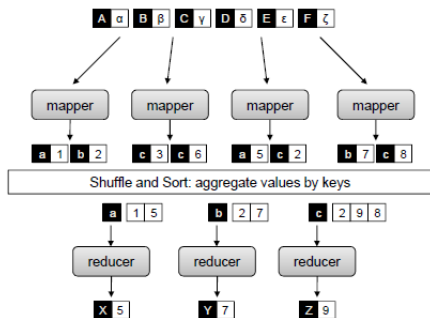 A α B β C γ D δ E ε F ζ
mapper mapper mapper mapper
a 1 b 2 c 3 c 6 a 5 c 2 b 7 c 8
Shuffle and Sort: aggregate values by keys
a 1 5 b 2 7 c 2 9 8
reducer reducer reducer
X 5 Y 7 Z 9